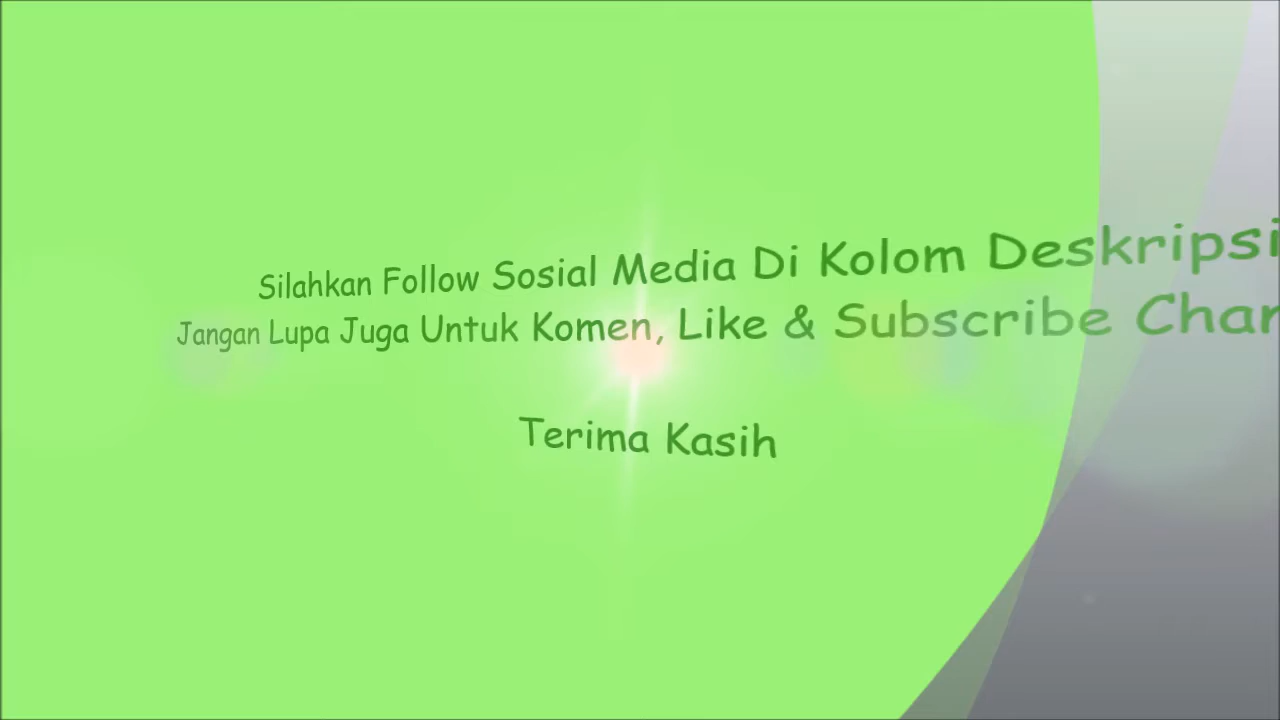 Silahkan Follow Sosial Media Di Kolom Deskripsi
Jangan Lupa Juga Untuk Komen, Like & Subscribe
Terima Kasih